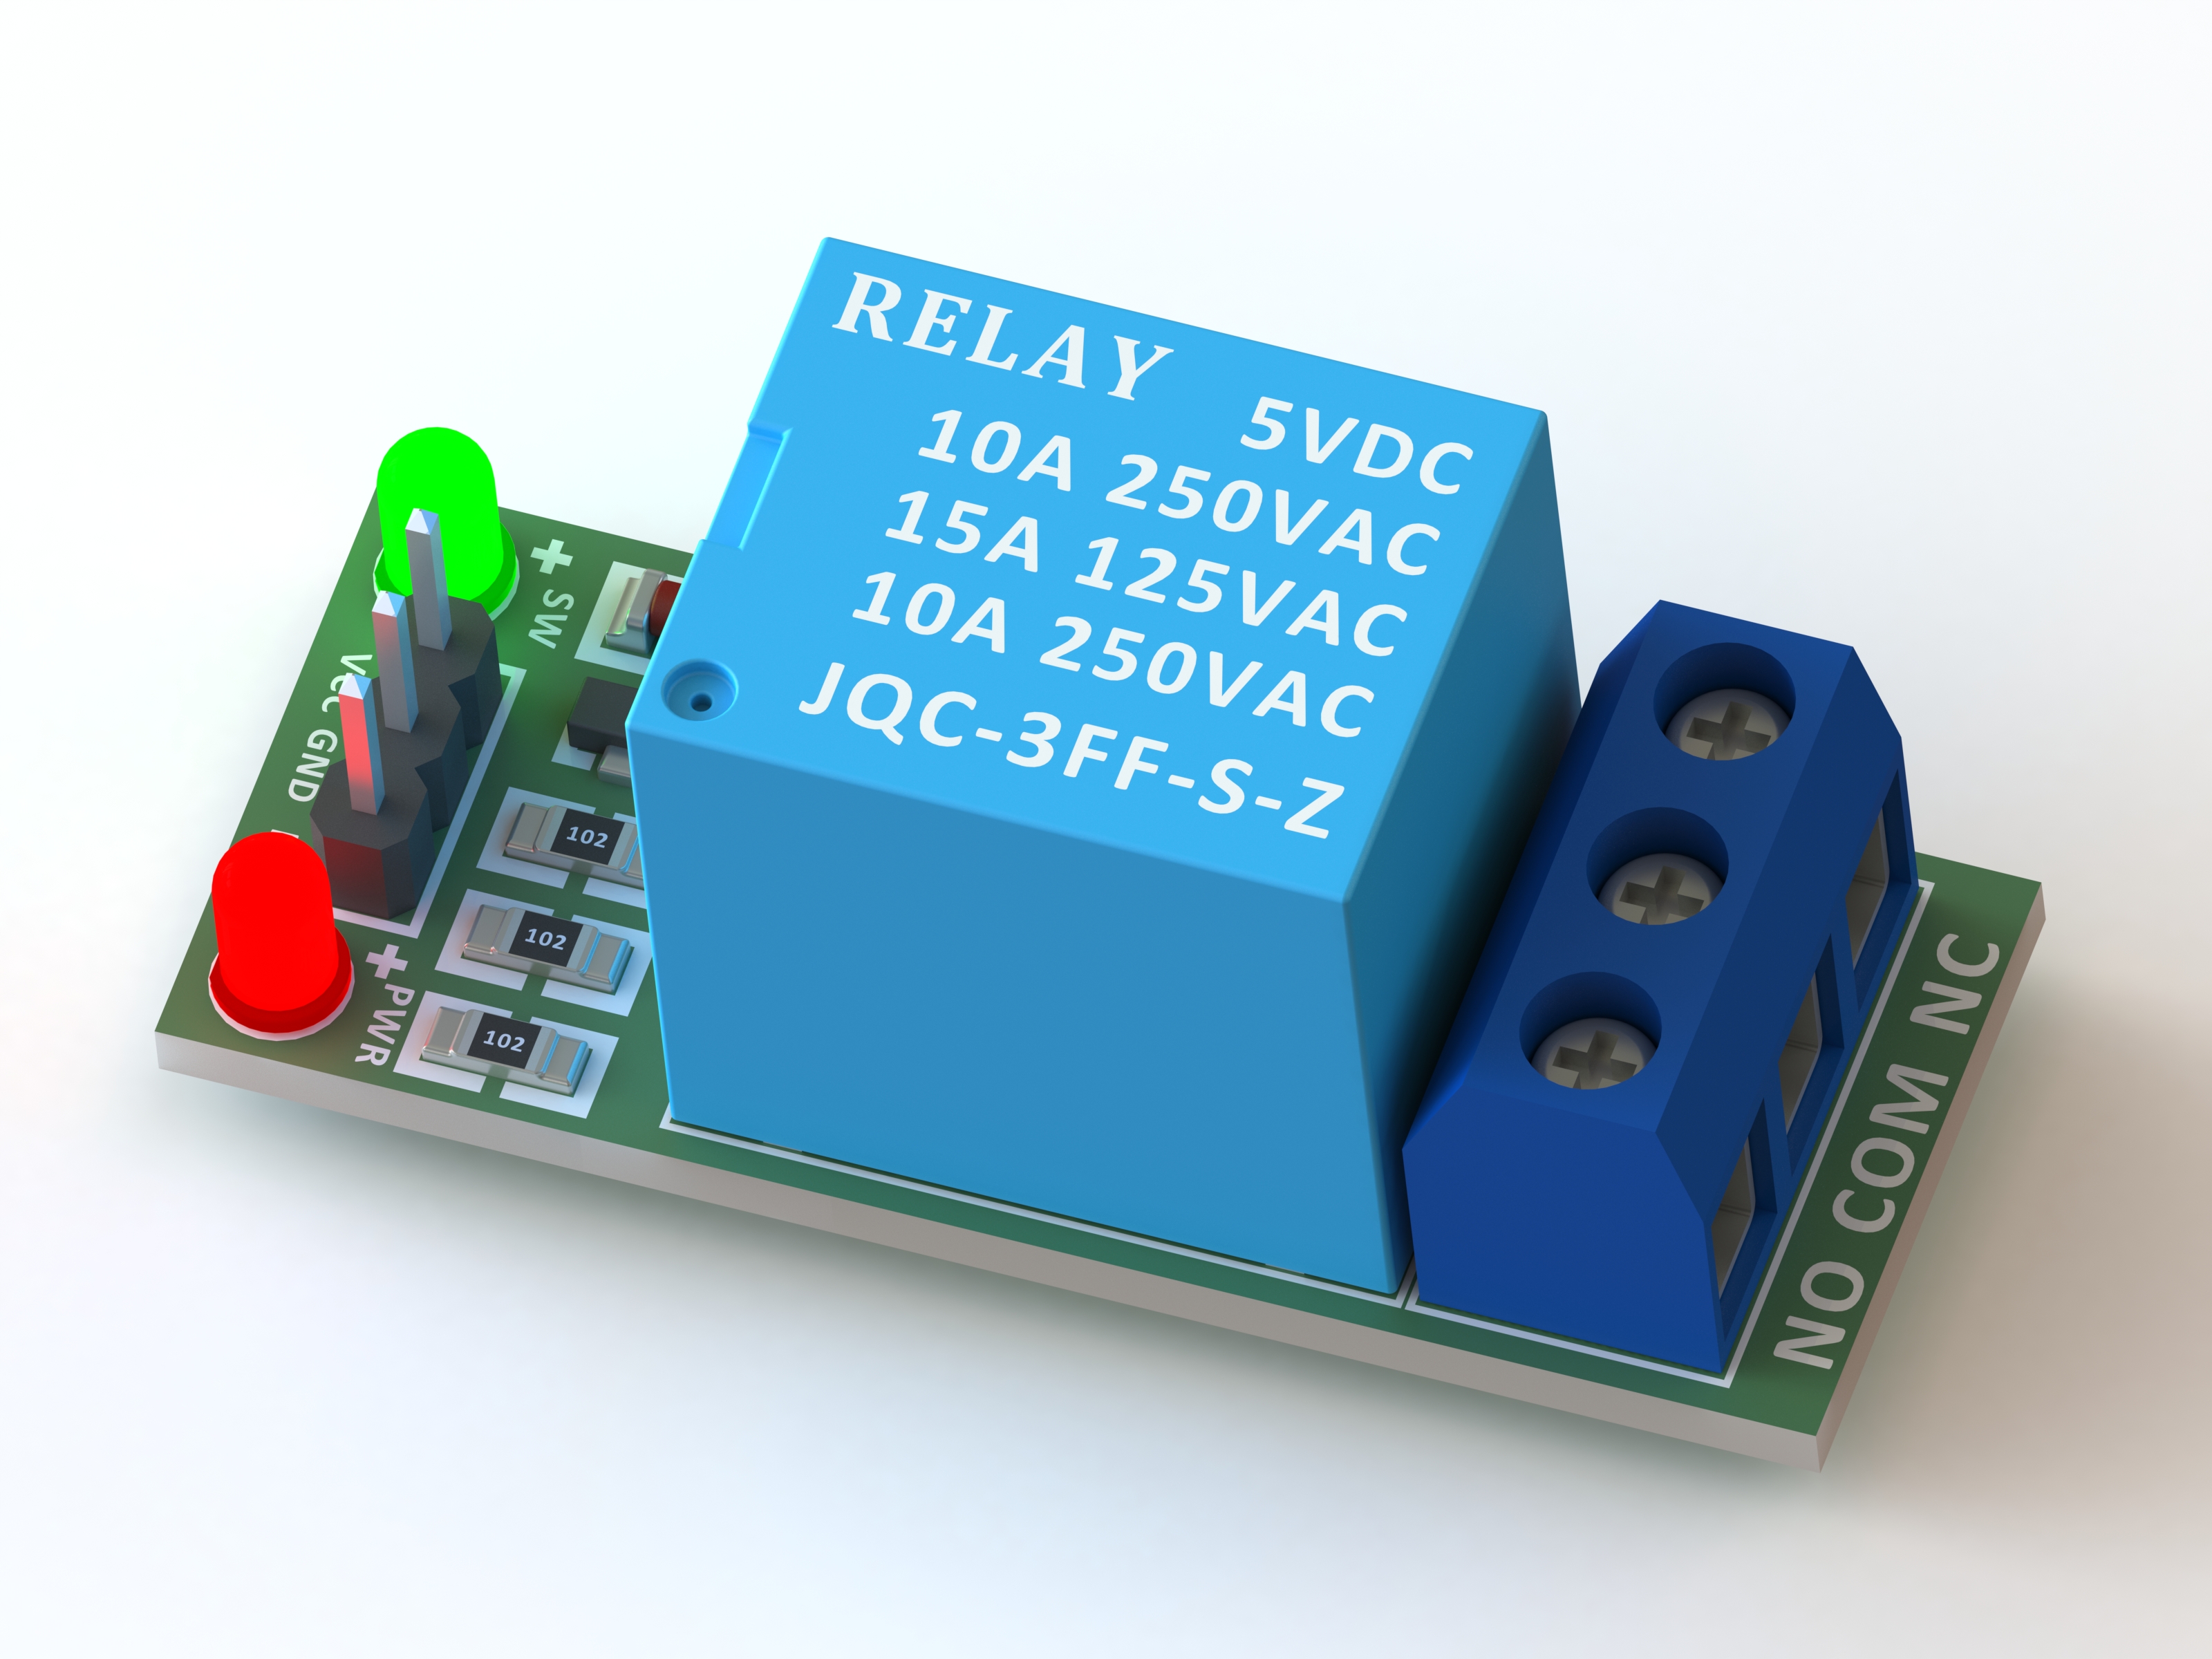 RELAY
5VDC
10A 250VAC
15A 125VAC
10A 250VAC
JQC-3FF-S-Z
+ SW
VCC GND
+ PWR
102
102
102
NO COM NC